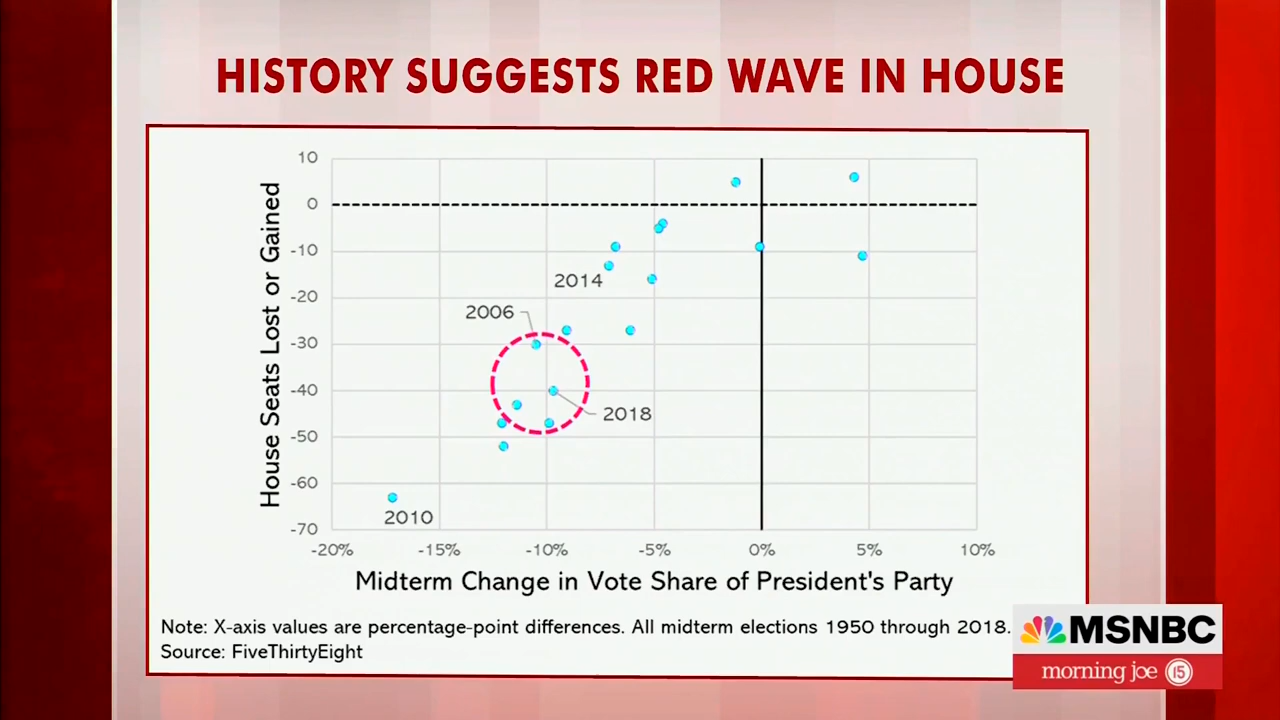 HISTORY SUGGESTS RED WAVE IN HOUSE
House Seats Lost or Gained
10
0
-10
-20
-30
-40
-50
-60
-70
2014
2006
2018
2010
-20% -15% -10% -5% 0% 5% 10%
Midterm Change in Vote Share of President's Party
Note: X-axis values are percentage-point differences. All midterm elections 1950 through 2018.
Source: FiveThirtyEight
MSNBC
morning joe 15